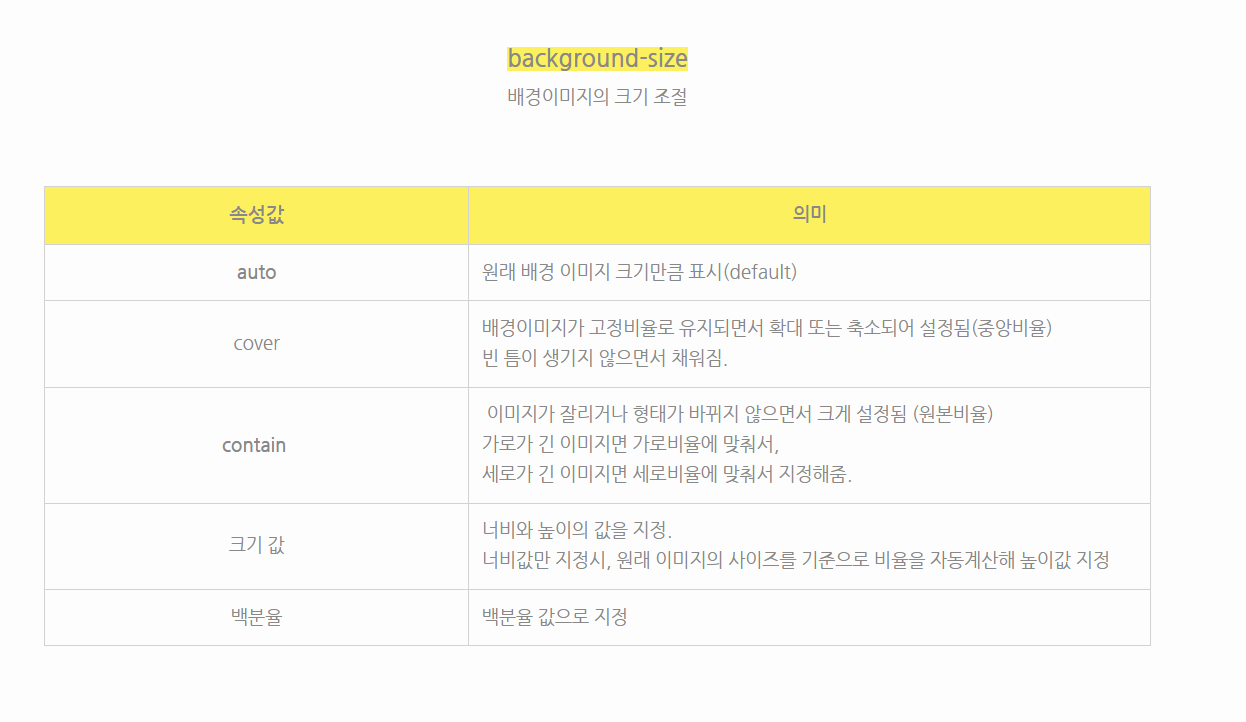 background-size
배경이미지의 크기 조절
속성값 의미
auto 원래 배경 이미지 크기만큼 표시(default)
cover 배경이미지가 고정비율로 유지되면서 확대 또는 축소되어 설정됨(중앙비율)
빈 틈이 생기지 않으면서 채워짐.
contain 이미지가 잘리거나 형태가 바뀌지 않으면서 크게 설정됨 (원본비율)
가로가 긴 이미지면 가로비율에 맞춰서,
세로가 긴 이미지면 세로비율에 맞춰서 지정해줌.
크기 값 너비와 높이의 값을 지정.
너비값만 지정시, 원래 이미지의 사이즈를 기준으로 비율을 자동계산해 높이값 지정
백분율 백분율 값으로 지정